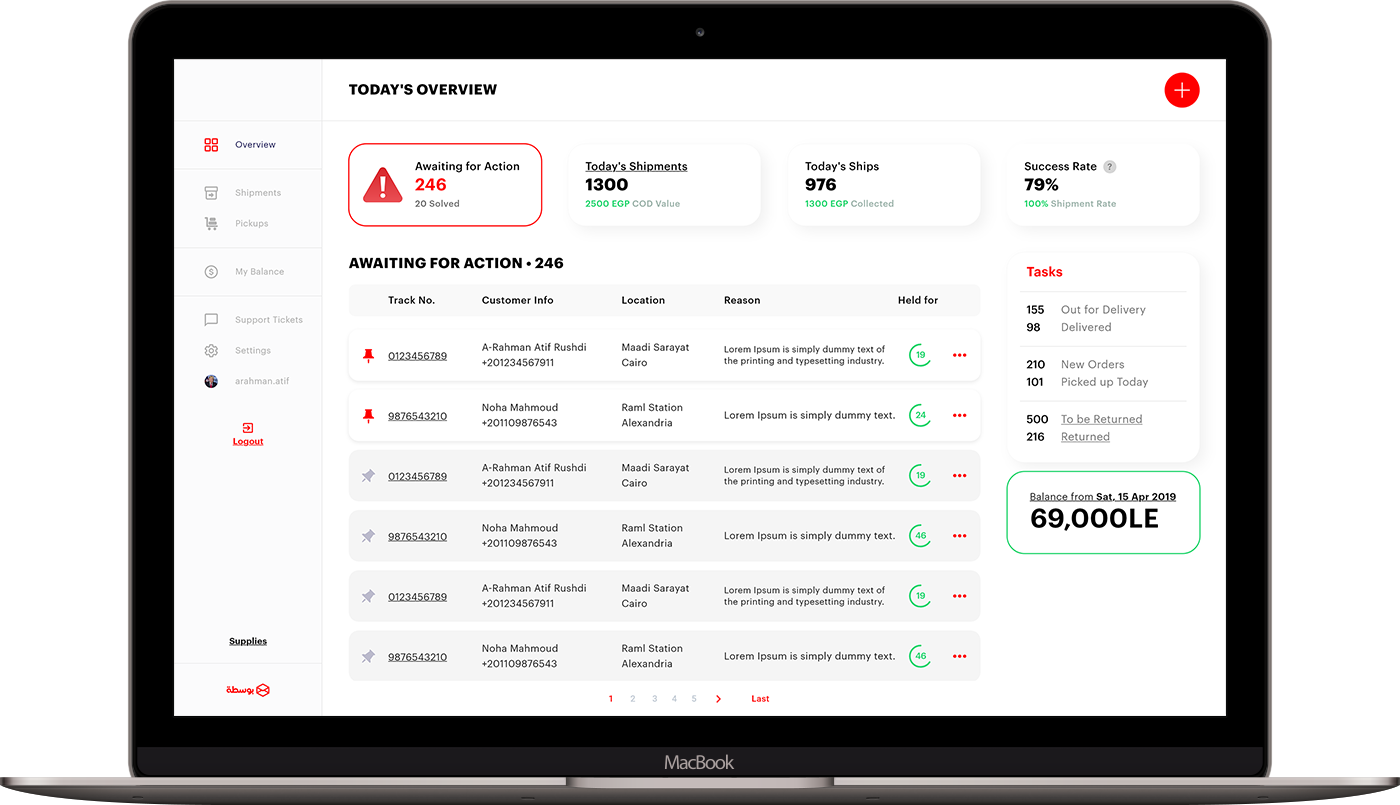 TODAY'S OVERVIEW
Overview
Shipments
Pickups
My Balance
Support Tickets
Settings
arahman.atif
Logout
Supplies
بوسطة
Awaiting for Action
246
20 Solved
Today's Shipments
1300
2500 EGP COD Value
Today's Ships
976
1300 EGP Collected
Success Rate ?
79%
100% Shipment Rate
AWAITING FOR ACTION • 246
Track No. Customer Info Location Reason Held for
0123456789 A-Rahman Atif Rushdi Maadi Sarayat Lorem Ipsum is simply dummy text of 19
+201234567911 Cairo the printing and typesetting industry.
9876543210 Noha Mahmoud Raml Station Lorem Ipsum is simply dummy text. 24
+201109876543 Alexandria
0123456789 A-Rahman Atif Rushdi Maadi Sarayat Lorem Ipsum is simply dummy text of 19
+201234567911 Cairo the printing and typesetting industry.
9876543210 Noha Mahmoud Raml Station Lorem Ipsum is simply dummy text. 46
+201109876543 Alexandria
0123456789 A-Rahman Atif Rushdi Maadi Sarayat Lorem Ipsum is simply dummy text of 19
+201234567911 Cairo the printing and typesetting industry.
9876543210 Noha Mahmoud Raml Station Lorem Ipsum is simply dummy text. 46
+201109876543 Alexandria
1 2 3 4 5 > Last
Tasks
155 Out for Delivery
98 Delivered
210 New Orders
101 Picked up Today
500 To be Returned
216 Returned
Balance from Sat, 15 Apr 2019
69,000LE
MacBook